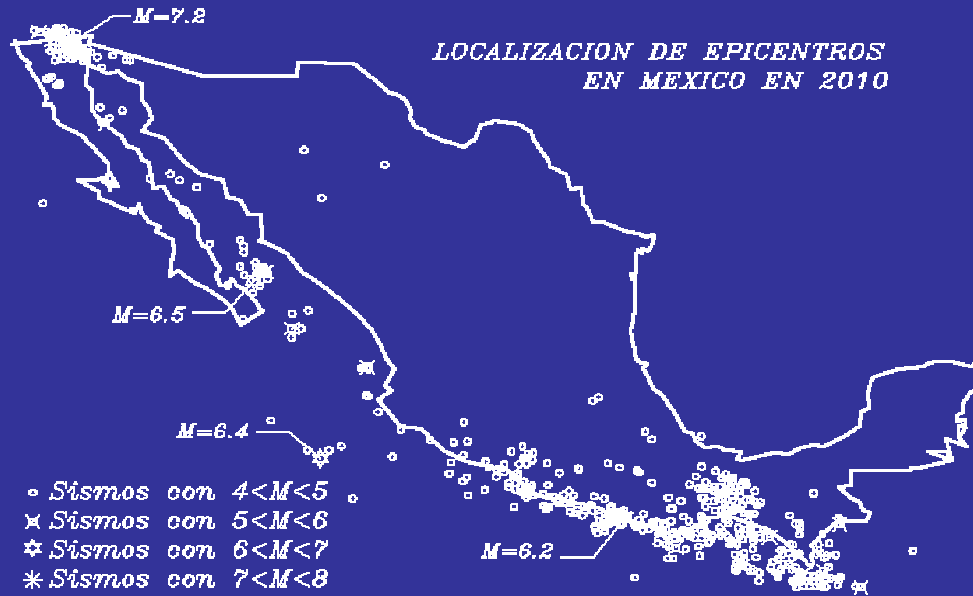 M=7.2
LOCALIZACION DE EPICENTROS
EN MEXICO EN 2010
M=6.5
M=6.4
M=6.2
Sismos con 4<M<5
Sismos con 5<M<6
Sismos con 6<M<7
Sismos con 7<M<8